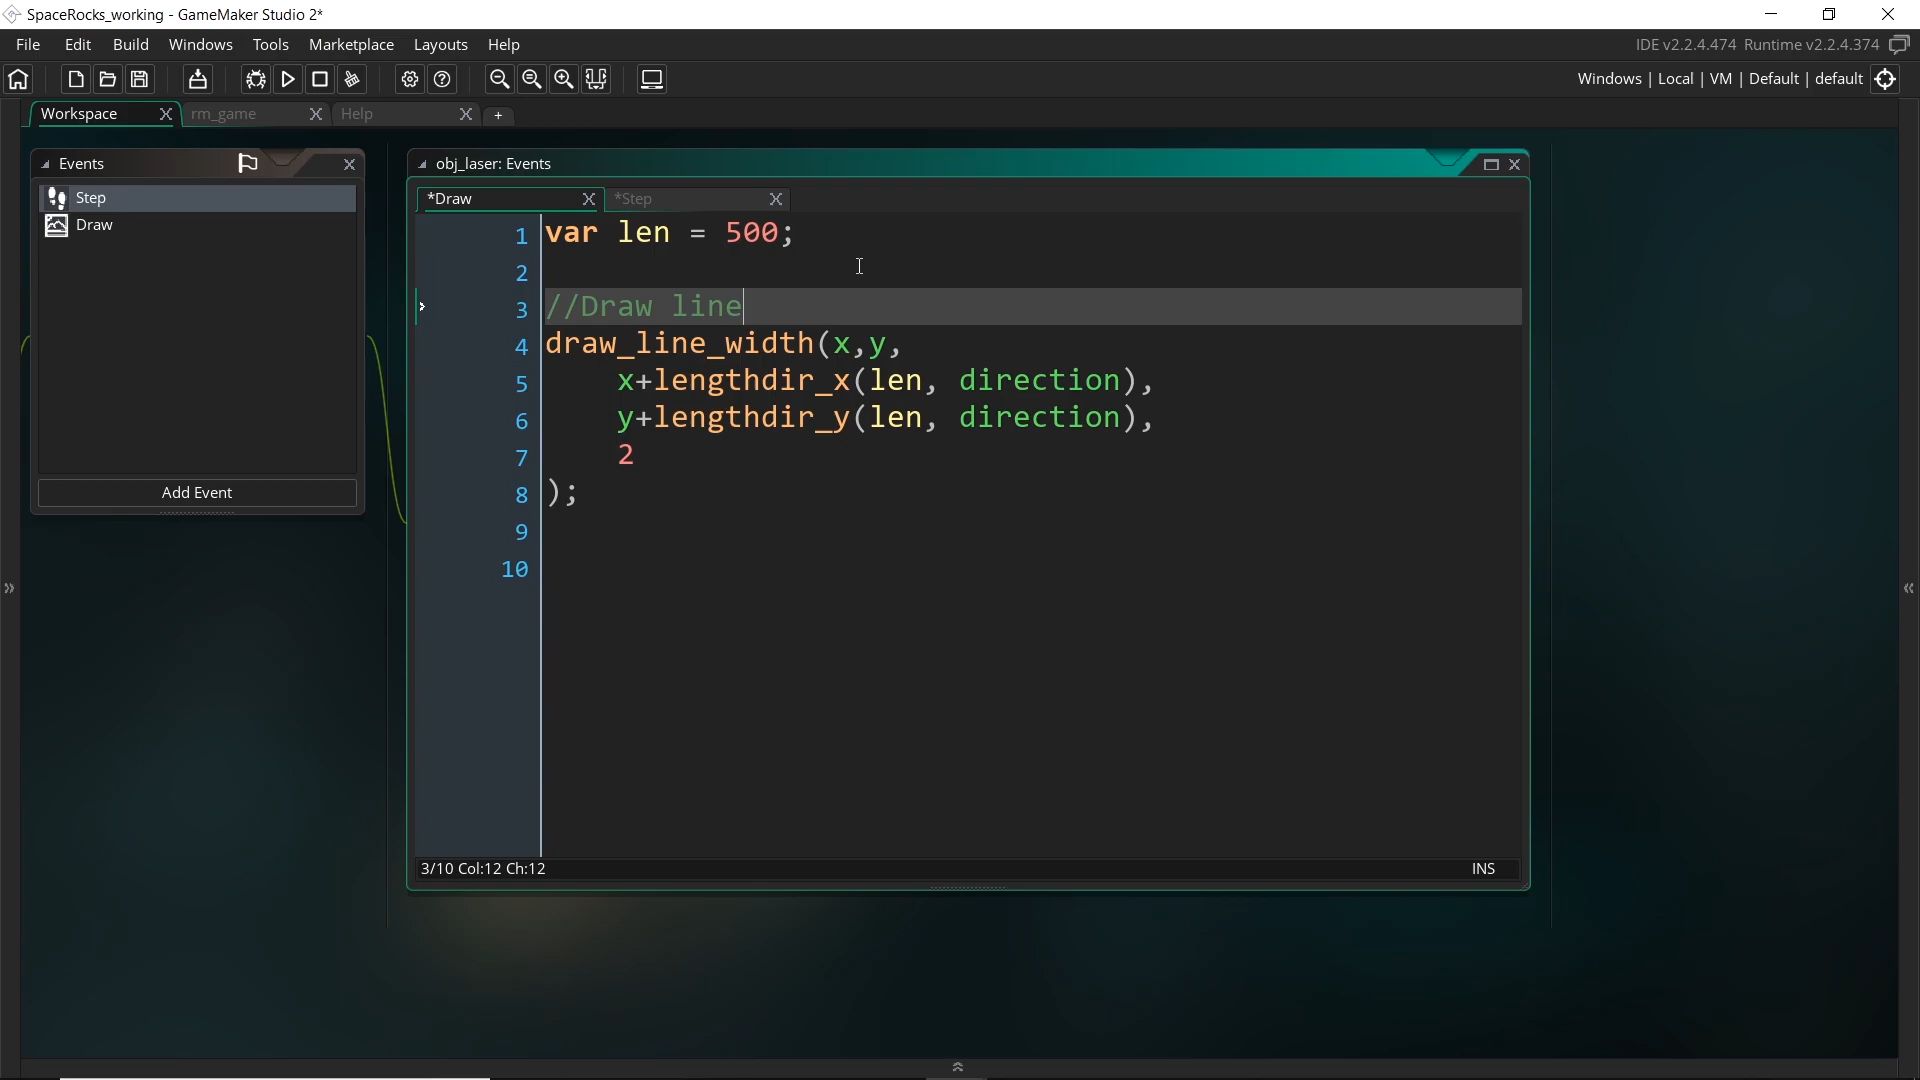 SpaceRocks_working - GameMaker Studio 2*
File Edit Build Windows Tools Marketplace Layouts Help
IDE v2.2.4.474 Runtime v2.2.4.374
Windows | Local | VM | Default | default
Workspace rm_game Help +
Events
Step
Draw
Add Event
obj_laser: Events
*Draw *Step
1 var len = 500;
2
3 //Draw line
4 draw_line_width(x,y,
5 x+lengthdir_x(len, direction),
6 y+lengthdir_y(len, direction),
7 2
8 );
9
10
3/10 Col:12 Ch:12 INS